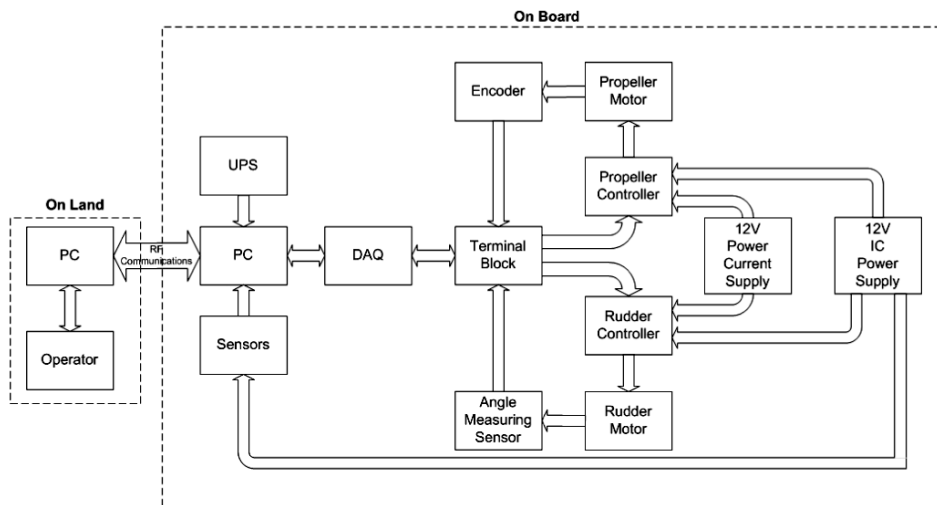 On Board
Encoder
Propeller
Motor
UPS
Propeller
Controller
On Land
PC
RF
Communications
PC
DAQ
Terminal
Block
12V
Power
Current
Supply
12V
IC
Power
Supply
Operator
Sensors
Rudder
Controller
Angle
Measuring
Sensor
Rudder
Motor